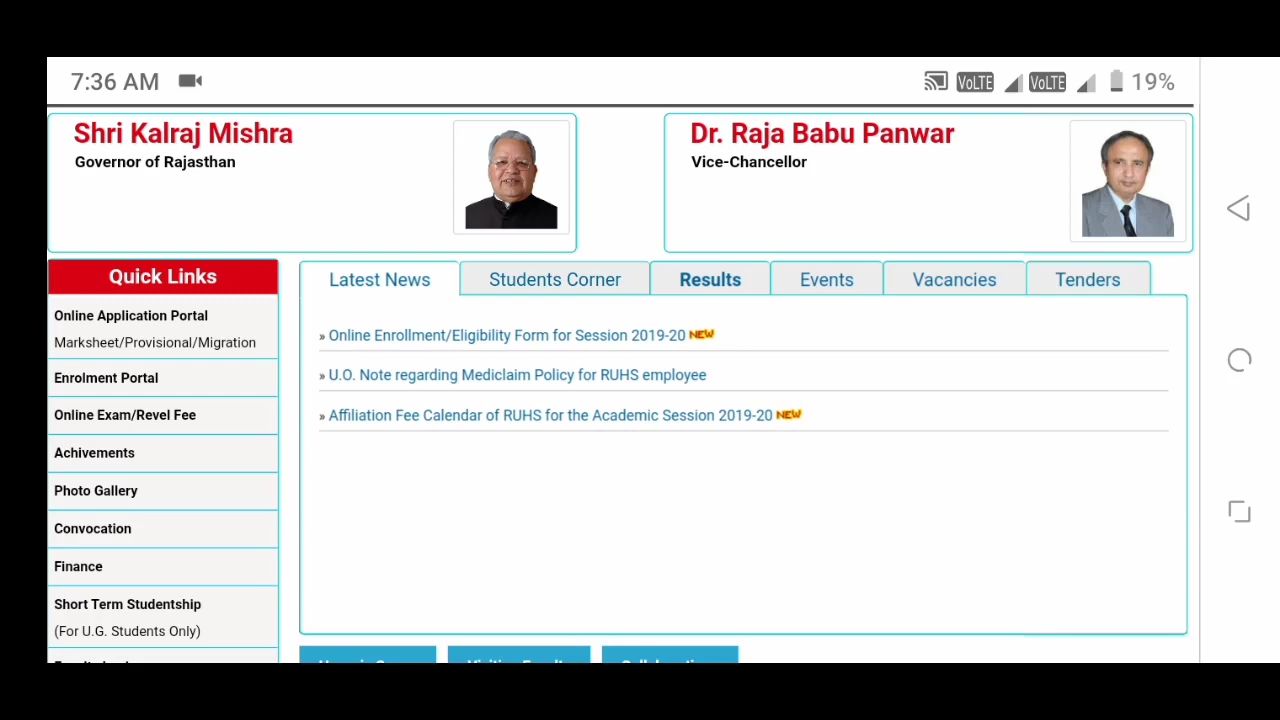 7:36 AM
VoLTE VoLTE 19%
Shri Kalraj Mishra
Governor of Rajasthan
Dr. Raja Babu Panwar
Vice-Chancellor
Quick Links
Online Application Portal
Marksheet/Provisional/Migration
Enrolment Portal
Online Exam/Revel Fee
Achivements
Photo Gallery
Convocation
Finance
Short Term Studentship
(For U.G. Students Only)
Latest News
Students Corner
Results
Events
Vacancies
Tenders
» Online Enrollment/Eligibility Form for Session 2019-20 NEW
» U.O. Note regarding Mediclaim Policy for RUHS employee
» Affiliation Fee Calendar of RUHS for the Academic Session 2019-20 NEW